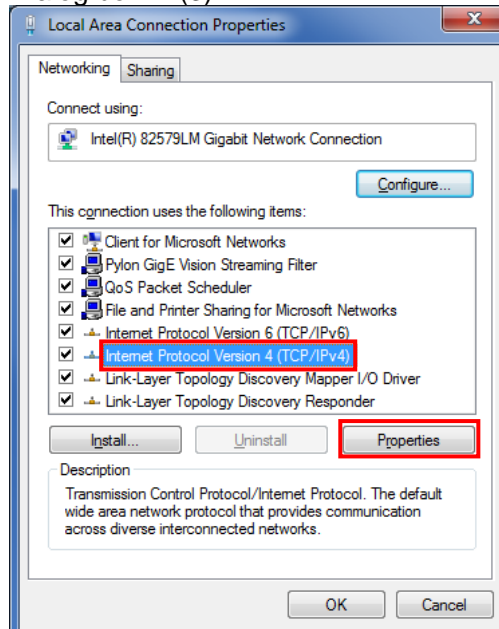 Local Area Connection Properties
Networking Sharing
Connect using:
Intel(R) 82579LM Gigabit Network Connection
Configure...
This connection uses the following items:
Client for Microsoft Networks
Pylon GigE Vision Streaming Filter
QoS Packet Scheduler
File and Printer Sharing for Microsoft Networks
Internet Protocol Version 6 (TCP/IPv6)
Internet Protocol Version 4 (TCP/IPv4)
Link-Layer Topology Discovery Mapper I/O Driver
Link-Layer Topology Discovery Responder
Install... Uninstall Properties
Description
Transmission Control Protocol/Internet Protocol. The default
wide area network protocol that provides communication
across diverse interconnected networks.
OK Cancel